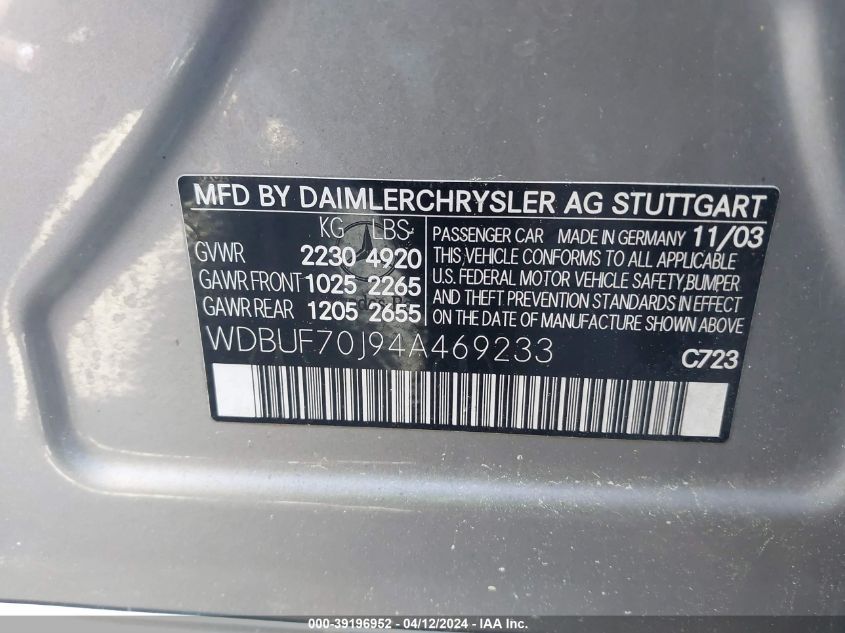 MFD BY DAIMLERCHRYSLER AG STUTTGART
KG LBS
GVWR 2230 4920
GAWR FRONT 1025 2265
GAWR REAR 1205 2655
PASSENGER CAR MADE IN GERMANY 11/03
THIS VEHICLE CONFORMS TO ALL APPLICABLE
U.S. FEDERAL MOTOR VEHICLE SAFETY,BUMPER
AND THEFT PREVENTION STANDARDS IN EFFECT
ON THE DATE OF MANUFACTURE SHOWN ABOVE
WDBUF70J94A469233
C723
000-39196952 - 04/12/2024 - IAA Inc.